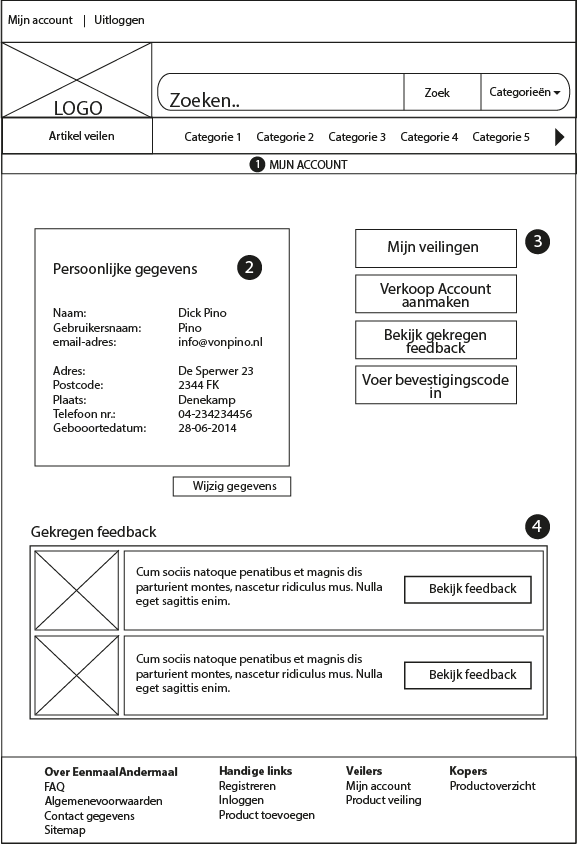 Mijn account | Uitloggen
LOGO
Zoeken..
Zoek
Categorieën
Artikel veilen
Categorie 1 Categorie 2 Categorie 3 Categorie 4 Categorie 5
1 MIJN ACCOUNT
Persoonlijke gegevens
2
Naam: Dick Pino
Gebruikersnaam: Pino
email-adres: info@vonpino.nl
Adres: De Sperwer 23
Postcode: 2344 FK
Plaats: Denekamp
Telefoon nr.: 04-234234456
Gebooortedatum: 28-06-2014
Wijzig gegevens
3
Mijn veilingen
Verkoop Account
aanmaken
Bekijk gekregen
feedback
Voer bevestigingscode
in
Gekregen feedback
4
Cum sociis natoque penatibus et magnis dis
parturient montes, nascetur ridiculus mus. Nulla
eget sagittis enim.
Bekijk feedback
Cum sociis natoque penatibus et magnis dis
parturient montes, nascetur ridiculus mus. Nulla
eget sagittis enim.
Bekijk feedback
Over EenmaalAndermaal
FAQ
Algemenevoorwaarden
Contact gegevens
Sitemap
Handige links
Registreren
Inloggen
Product toevoegen
Veilers
Mijn account
Product veiling
Kopers
Productoverzicht